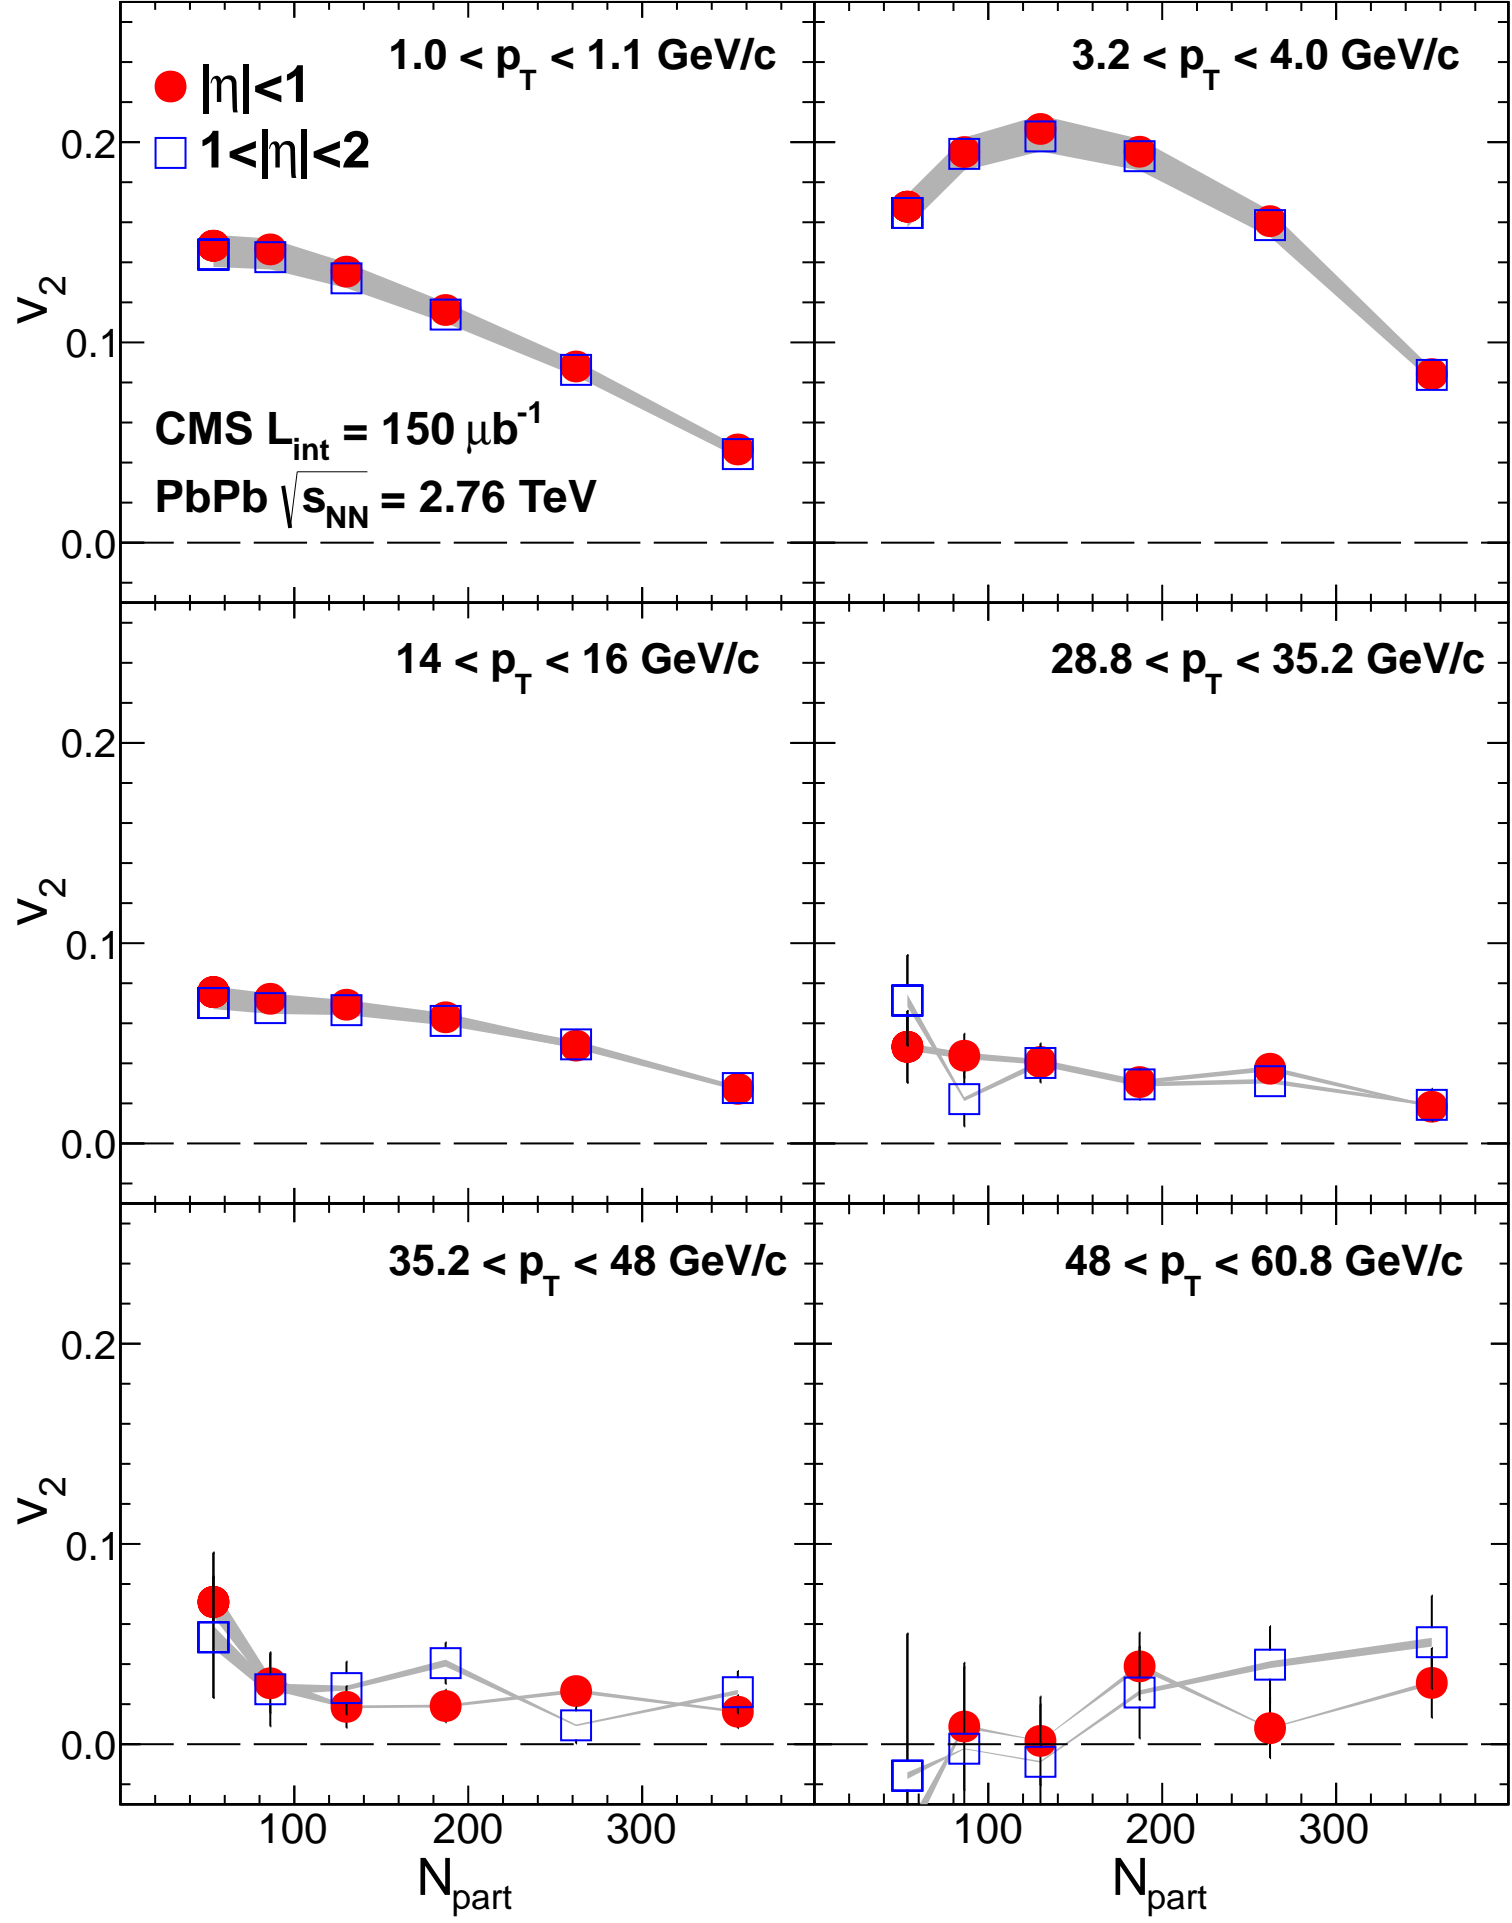 1.0 < p_T < 1.1 GeV/c
|η|<1
1<|η|<2
0.2
0.1
0.0
v_2
CMS L_int = 150 μb^-1
PbPb √s_NN = 2.76 TeV
3.2 < p_T < 4.0 GeV/c
14 < p_T < 16 GeV/c
0.2
0.1
0.0
v_2
28.8 < p_T < 35.2 GeV/c
35.2 < p_T < 48 GeV/c
0.2
0.1
0.0
v_2
100 200 300
N_part
48 < p_T < 60.8 GeV/c
100 200 300
N_part